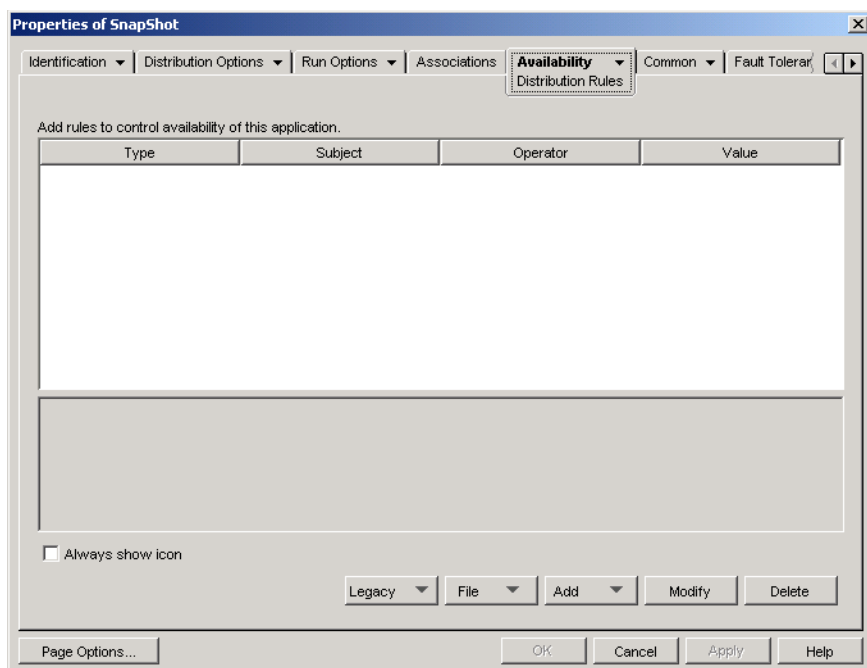 Properties of SnapShot
Identification Distribution Options Run Options Associations Availability Common Fault Toleran
Distribution Rules
Add rules to control availability of this application.
Type Subject Operator Value
Always show icon
Legacy File Add Modify Delete
Page Options... OK Cancel Apply Help